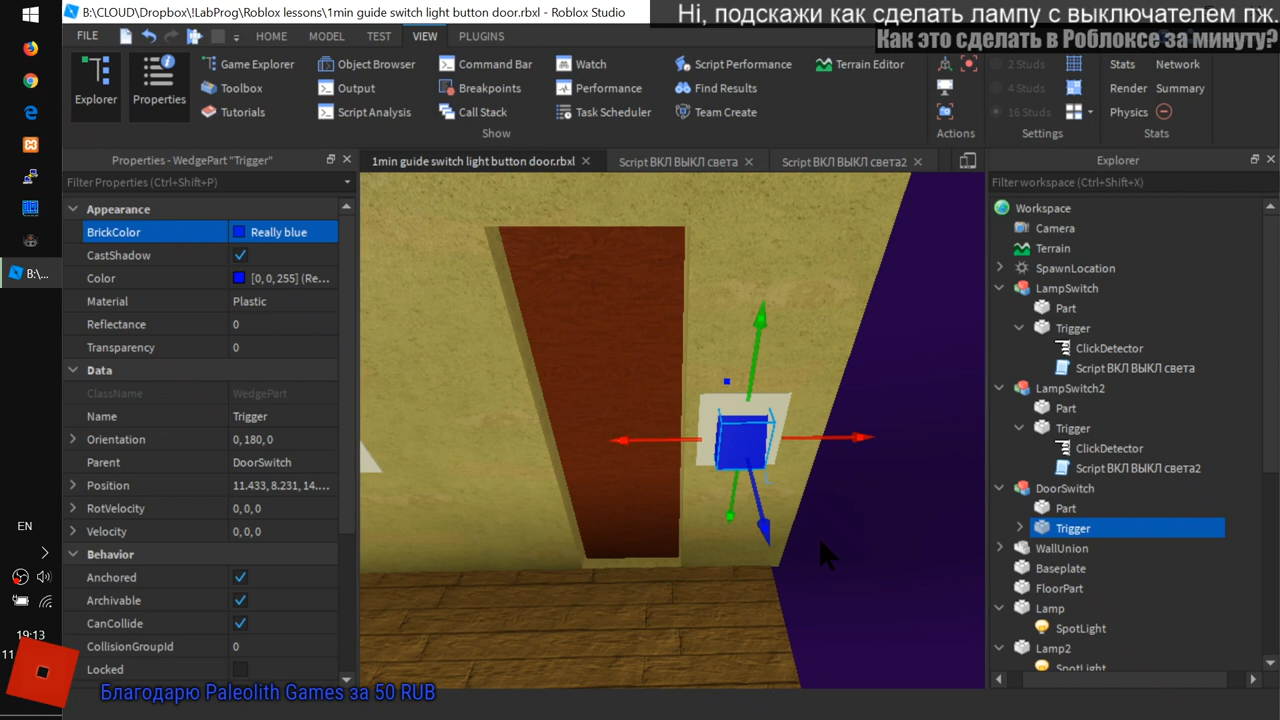 B:\CLOUD\Dropbox\!LabProg\Roblox lessons\1min guide switch light button door.rbxl - Roblox Studio
Hi, подскажи как сделать лампу с выключателем пж.
Как это сделать в Роблоксе за минуту?
FILE HOME MODEL TEST VIEW PLUGINS
Explorer
Properties
Game Explorer
Toolbox
Tutorials
Object Browser
Output
Script Analysis
Command Bar
Breakpoints
Call Stack
Watch
Performance
Task Scheduler
Script Performance
Find Results
Team Create
Terrain Editor
Show
Actions
2 Studs
4 Studs
16 Studs
Settings
Stats Network
Render Summary
Physics
Stats
Properties - WedgePart "Trigger"
Filter Properties (Ctrl+Shift+P)
Appearance
BrickColor Really blue
CastShadow
Color [0,0,255] (Re...
Material Plastic
Reflectance 0
Transparency 0
Data
ClassName WedgePart
Name Trigger
Orientation 0,180,0
Parent DoorSwitch
Position 11.433, 8.231, 14....
RotVelocity 0,0,0
Velocity 0,0,0
Behavior
Anchored
Archivable
CanCollide
CollisionGroupId 0
Locked
1min guide switch light button door.rbxl
Script ВКЛ ВЫКЛ света
Script ВКЛ ВЫКЛ света2
Explorer
Filter workspace (Ctrl+Shift+X)
Workspace
Camera
Terrain
SpawnLocation
LampSwitch
Part
Trigger
ClickDetector
Script ВКЛ ВЫКЛ света
LampSwitch2
Part
Trigger
ClickDetector
Script ВКЛ ВЫКЛ света2
DoorSwitch
Part
Trigger
WallUnion
Baseplate
FloorPart
Lamp
SpotLight
Lamp2
SpotLight
B:\...
EN
19:13
11
Благодарю Paleolith Games за 50 RUB